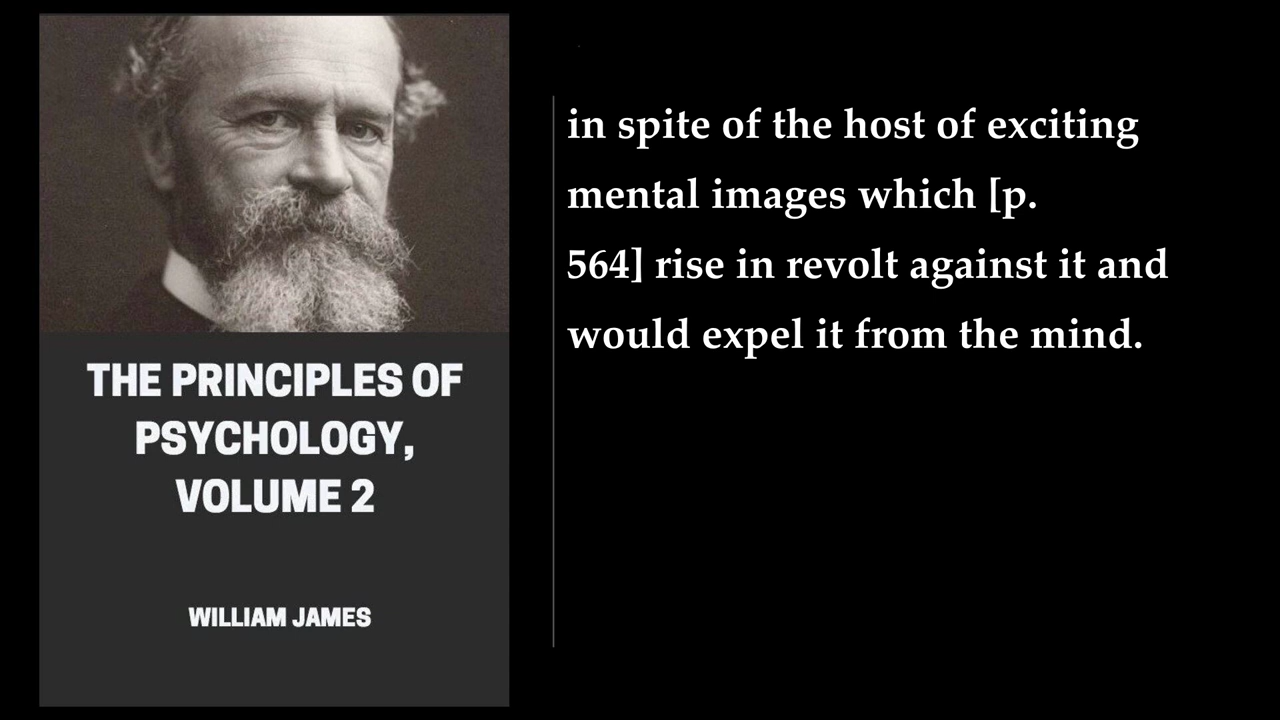 THE PRINCIPLES OF
PSYCHOLOGY,
VOLUME 2
WILLIAM JAMES
in spite of the host of exciting
mental images which [p.
564] rise in revolt against it and
would expel it from the mind.